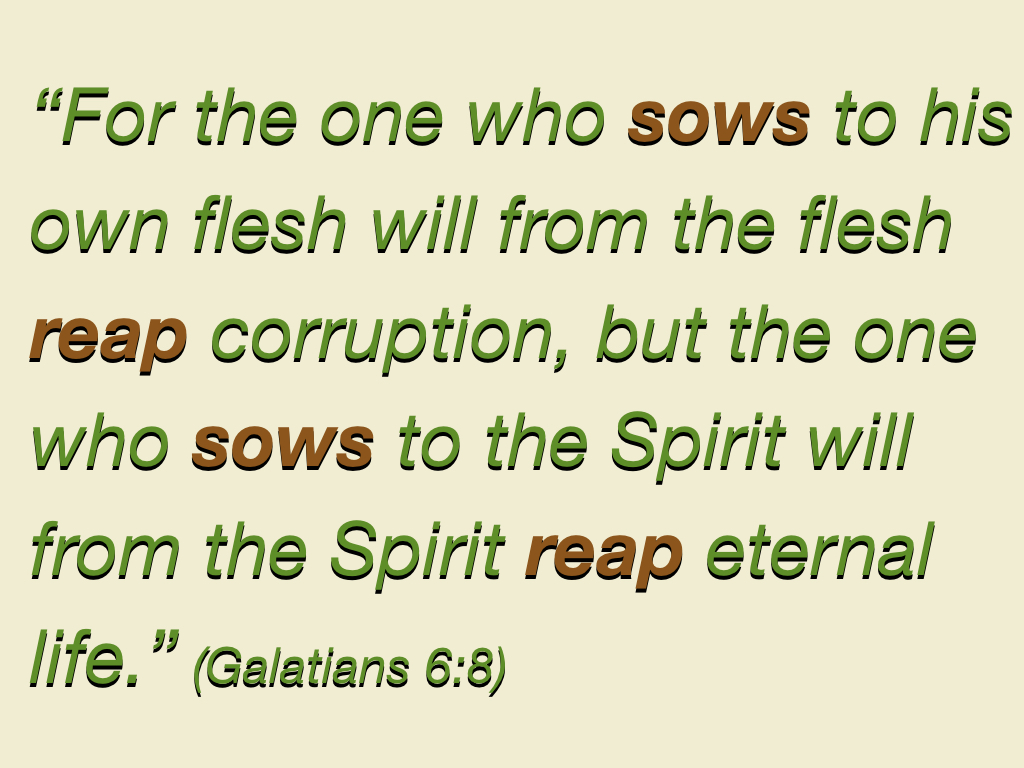 “For the one who sows to his
own flesh will from the flesh
reap corruption, but the one
who sows to the Spirit will
from the Spirit reap eternal
life.” (Galatians 6:8)